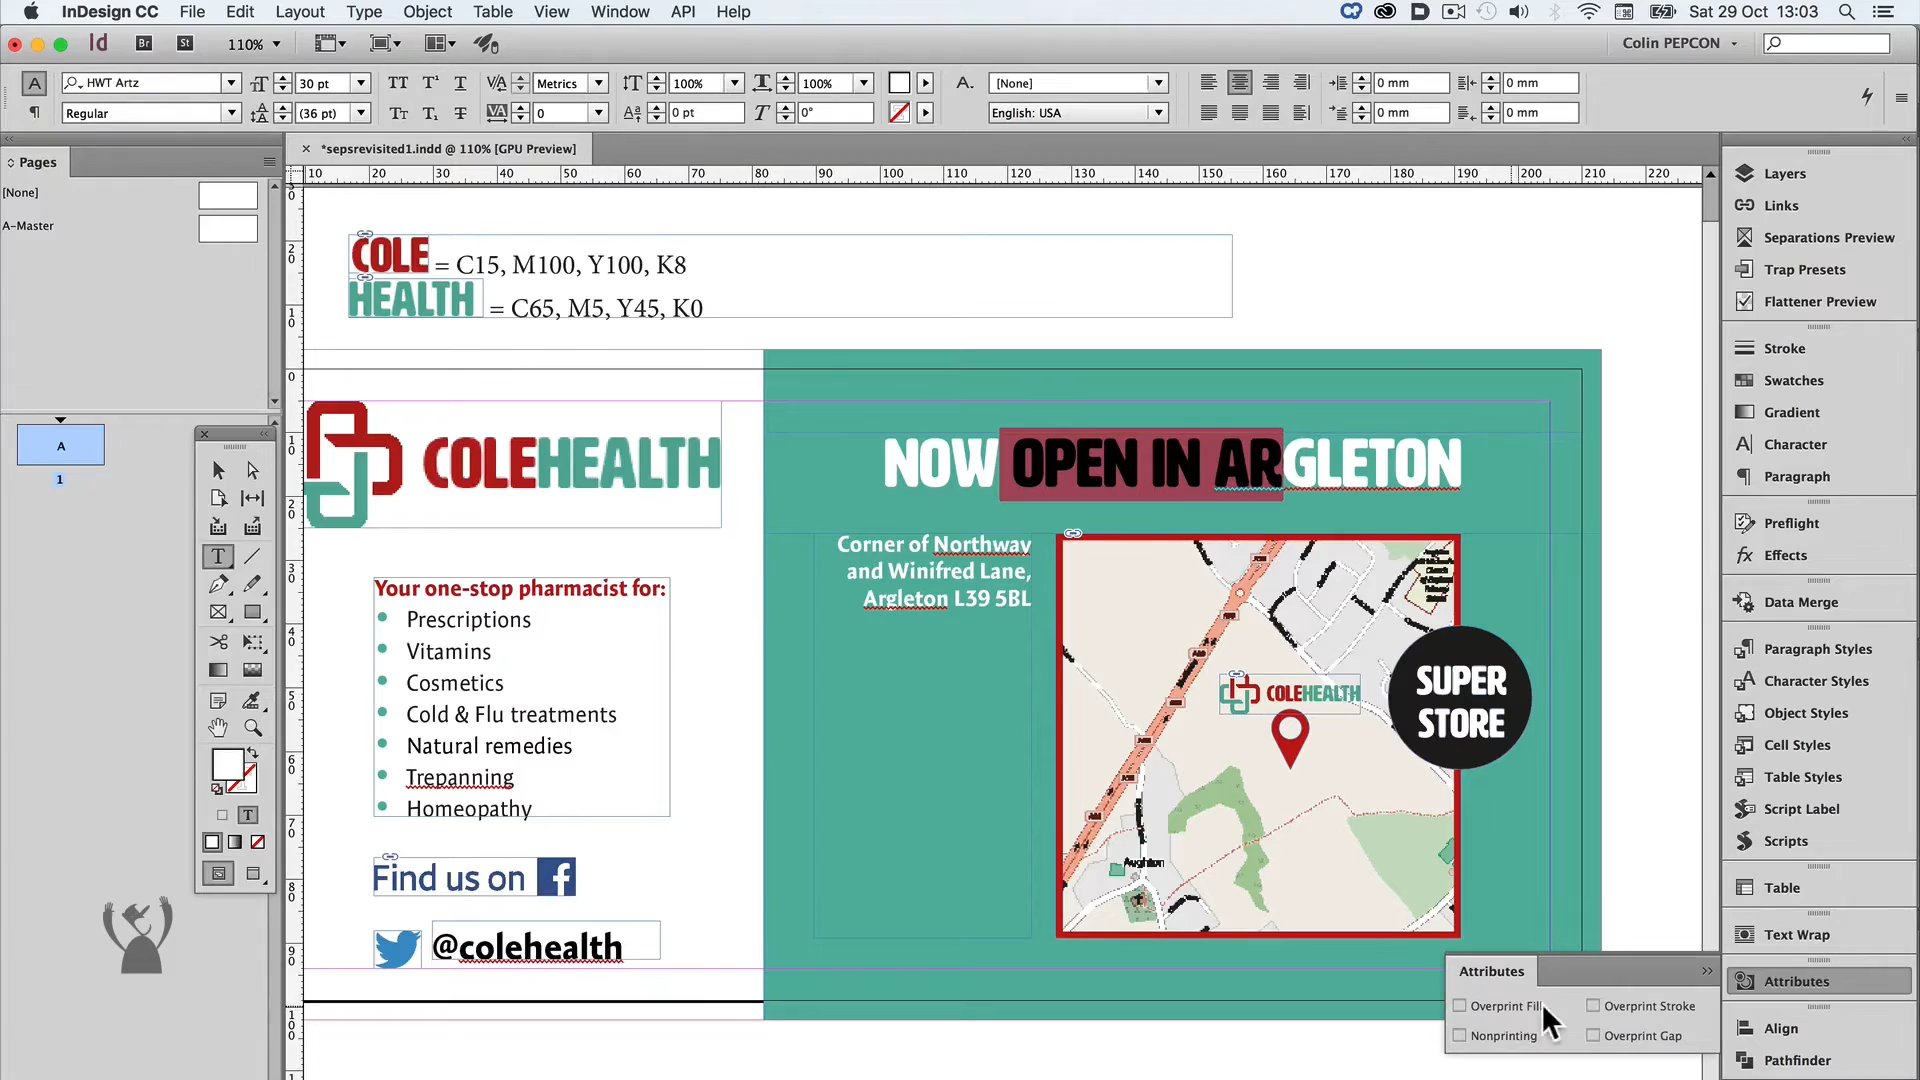 InDesign CC File Edit Layout Type Object Table View Window API Help Sat 29 Oct 13:03
Id Br St 110% Colin PEPCON
A HWT Artz 30 pt Metrics 100% 100% A. [None] 0 mm 0 mm
Regular (36 pt) 0 0 pt 0° English: USA 0 mm 0 mm
Pages
[None]
A-Master
A
1
*sepsrevisited1.indd @ 110% [GPU Preview]
10 20 30 40 50 60 70 80 90 100 110 120 130 140 150 160 170 180 190 200 210 220
COLE = C15, M100, Y100, K8
HEALTH = C65, M5, Y45, K0
COLEHEALTH
Your one-stop pharmacist for:
Prescriptions
Vitamins
Cosmetics
Cold & Flu treatments
Natural remedies
Trepanning
Homeopathy
Find us on f
@colehealth
NOW OPEN IN ARGLETON
Corner of Northway
and Winifred Lane,
Argleton L39 5BL
COLEHEALTH
SUPER
STORE
Aughton
Layers
Links
Separations Preview
Trap Presets
Flattener Preview
Stroke
Swatches
Gradient
Character
Paragraph
Preflight
Effects
Data Merge
Paragraph Styles
Character Styles
Object Styles
Cell Styles
Table Styles
Script Label
Scripts
Table
Text Wrap
Attributes
Align
Pathfinder
Attributes
Overprint Fill Overprint Stroke
Nonprinting Overprint Gap